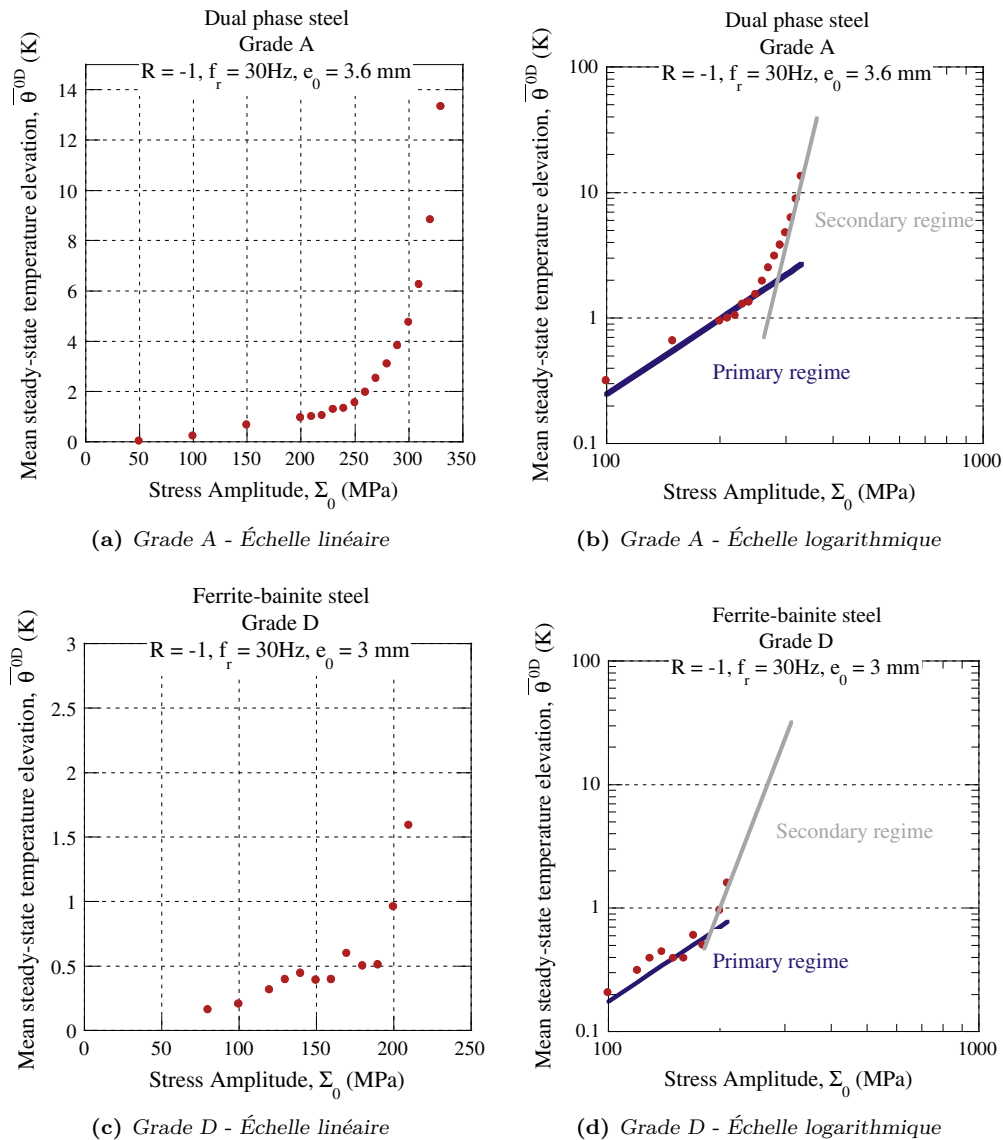 Dual phase steel
Grade A
R = -1, f_r = 30Hz, e_0 = 3.6 mm
Mean steady-state temperature elevation, θ̄^0D (K)
14
12
10
8
6
4
2
0
0 50 100 150 200 250 300 350
Stress Amplitude, Σ_0 (MPa)
(a) Grade A - Échelle linéaire
Dual phase steel
Grade A
R = -1, f_r = 30Hz, e_0 = 3.6 mm
Mean steady-state temperature elevation, θ̄^0D (K)
100
10
1
0.1
Secondary regime
Primary regime
100 1000
Stress Amplitude, Σ_0 (MPa)
(b) Grade A - Échelle logarithmique
Ferrite-bainite steel
Grade D
R = -1, f_r = 30Hz, e_0 = 3 mm
Mean steady-state temperature elevation, θ̄^0D (K)
3
2.5
2
1.5
1
0.5
0
0 50 100 150 200 250
Stress Amplitude, Σ_0 (MPa)
(c) Grade D - Échelle linéaire
Ferrite-bainite steel
Grade D
R = -1, f_r = 30Hz, e_0 = 3 mm
Mean steady-state temperature elevation, θ̄^0D (K)
100
10
1
0.1
Secondary regime
Primary regime
100 1000
Stress Amplitude, Σ_0 (MPa)
(d) Grade D - Échelle logarithmique